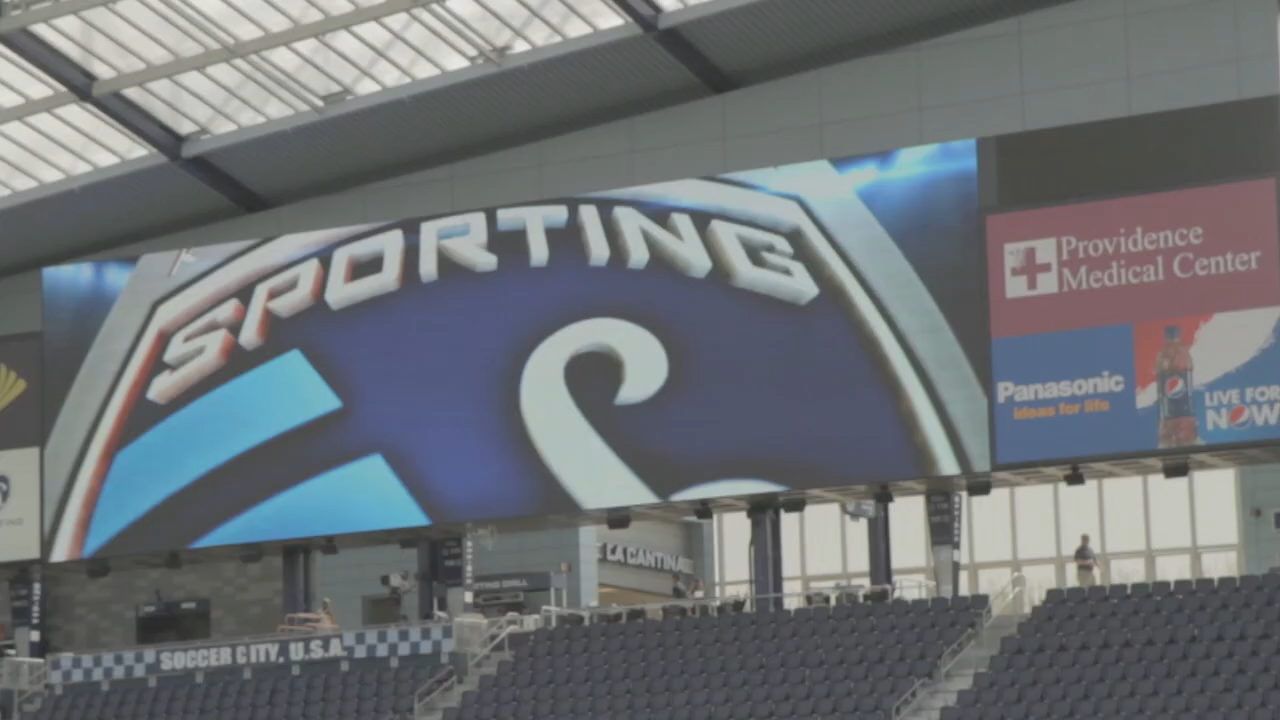 SPORTING
Providence
Medical Center
Panasonic
ideas for life
LIVE FOR
NOW
LA CANTINA
SOCCER CITY, U.S.A.